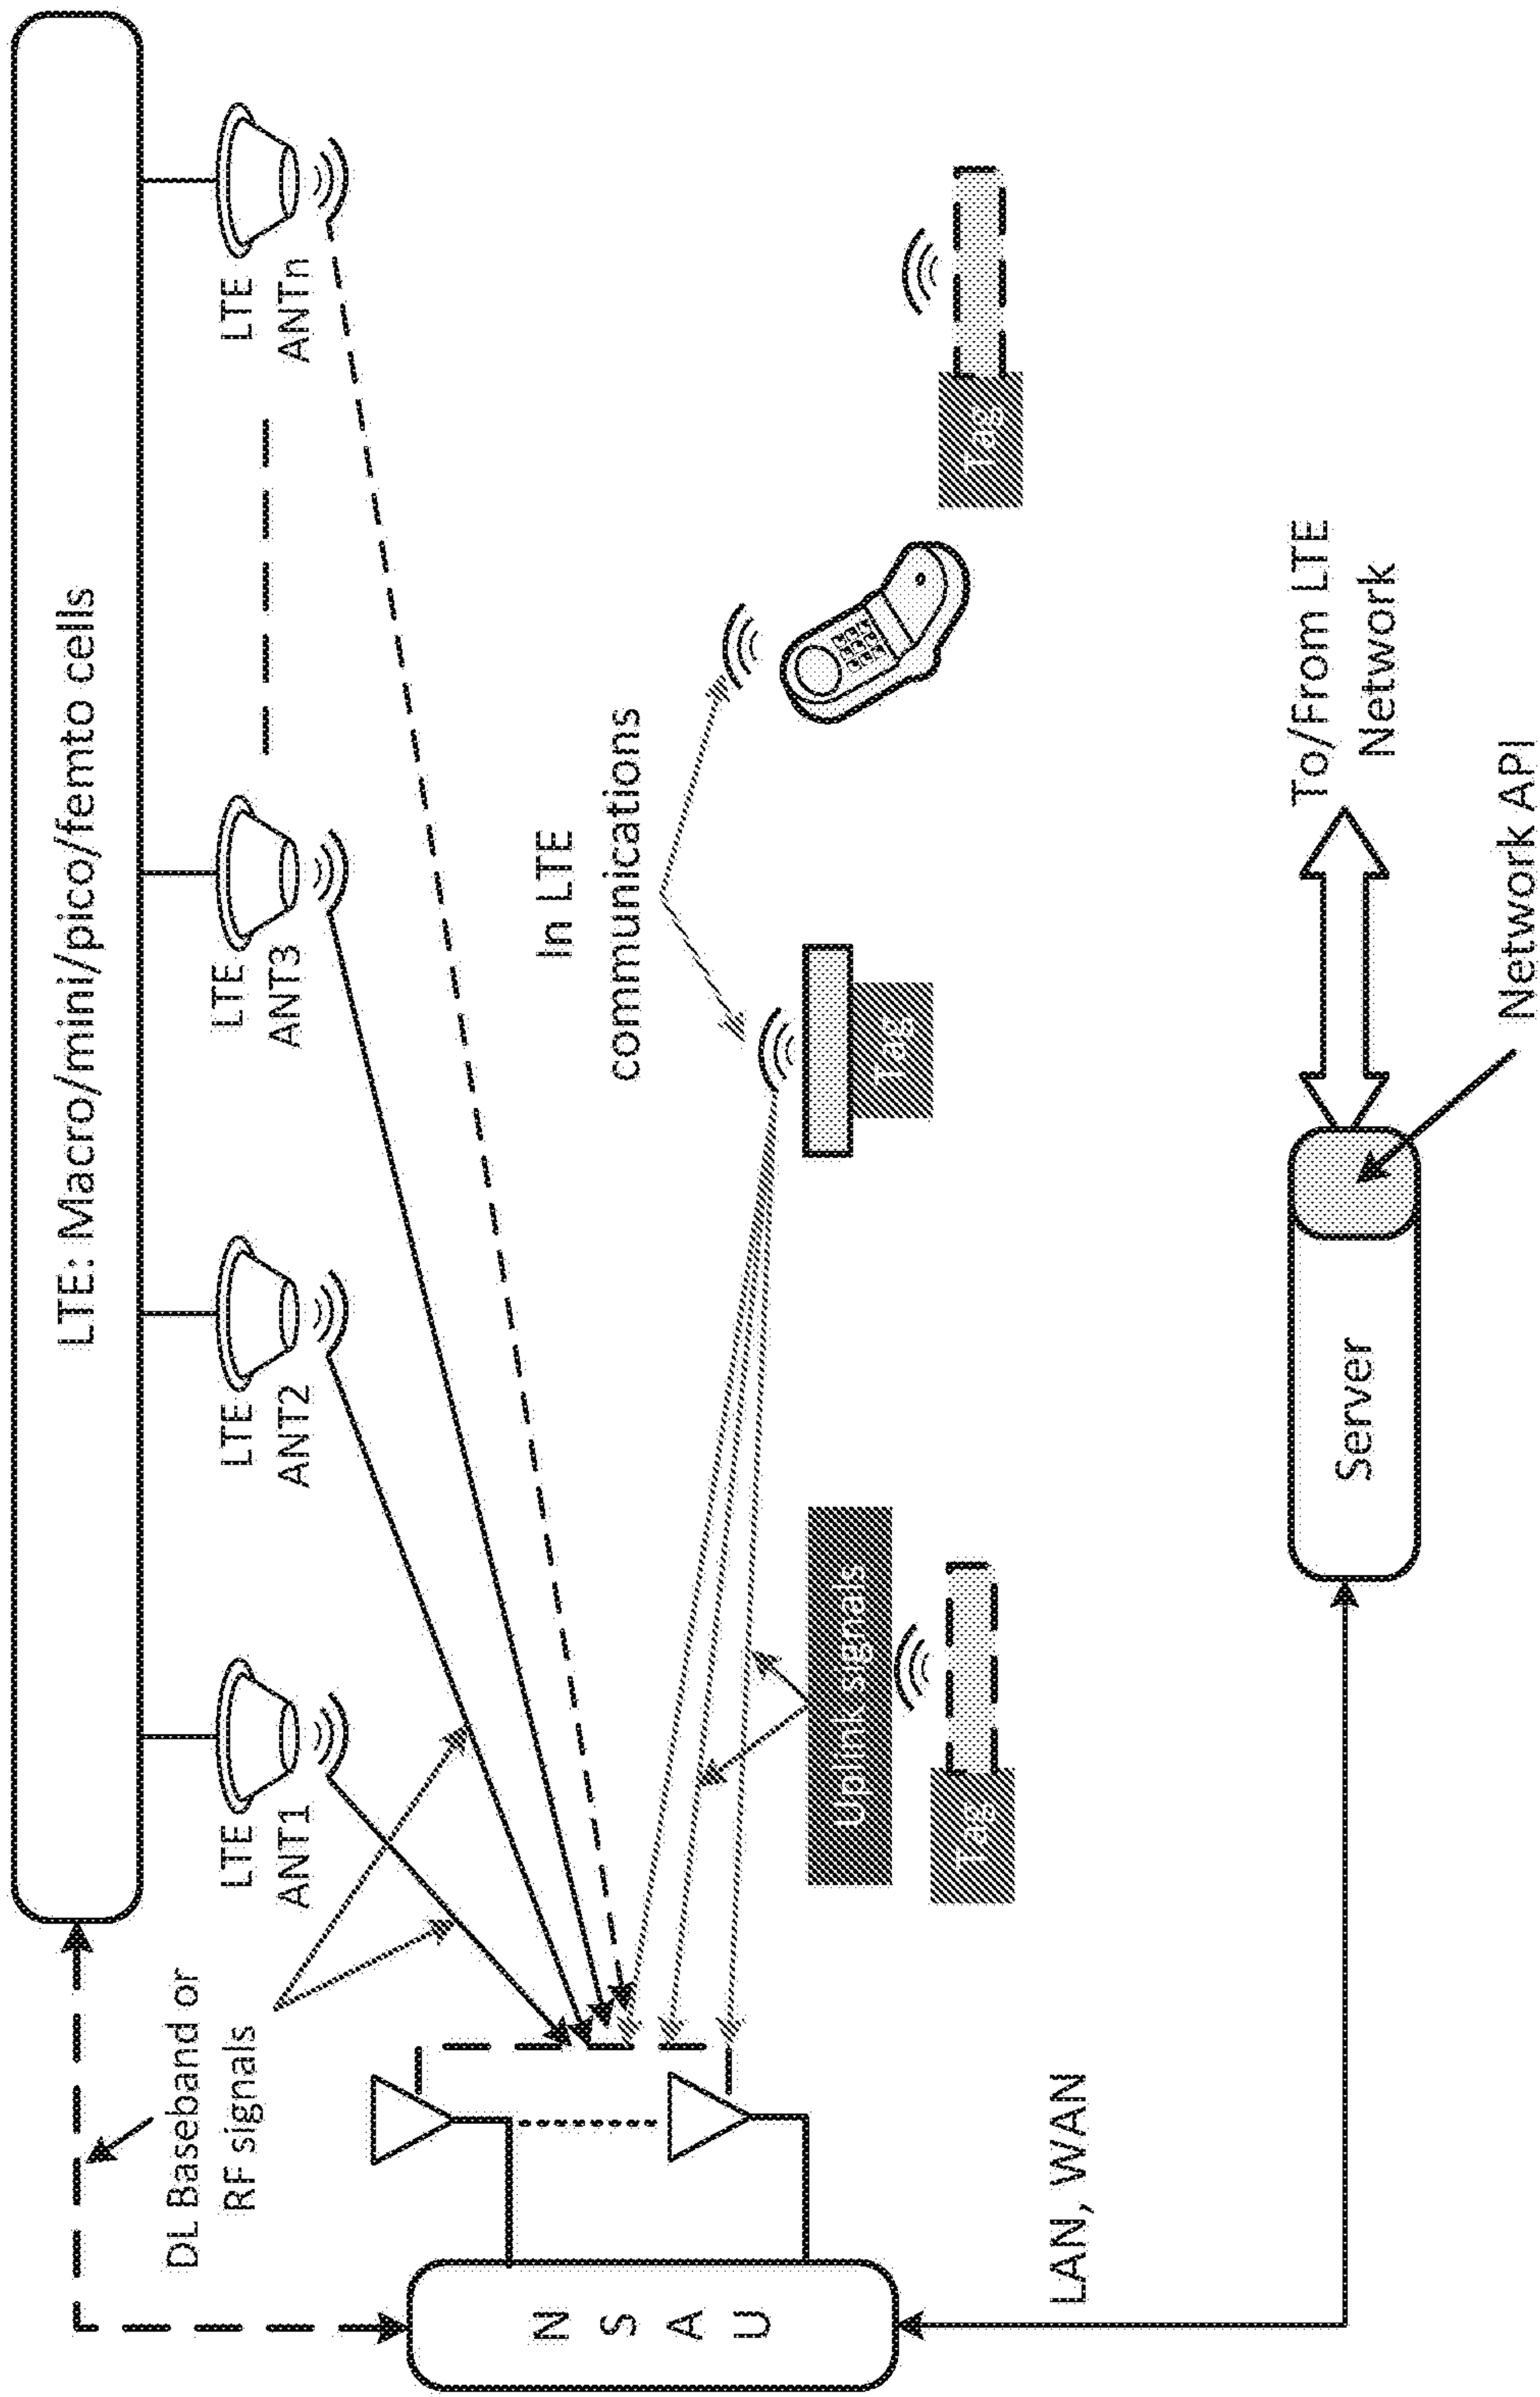 LTE: Macro/mini/pico/femto cells
DL Baseband or
RF signals
LTE
ANT1
LTE
ANT2
LTE
ANT3
LTE
ANTn
In LTE
communications
N
S
A
U
Uplink signals
Tag
Tag
Tag
LAN, WAN
Server
To/From LTE
Network
Network API